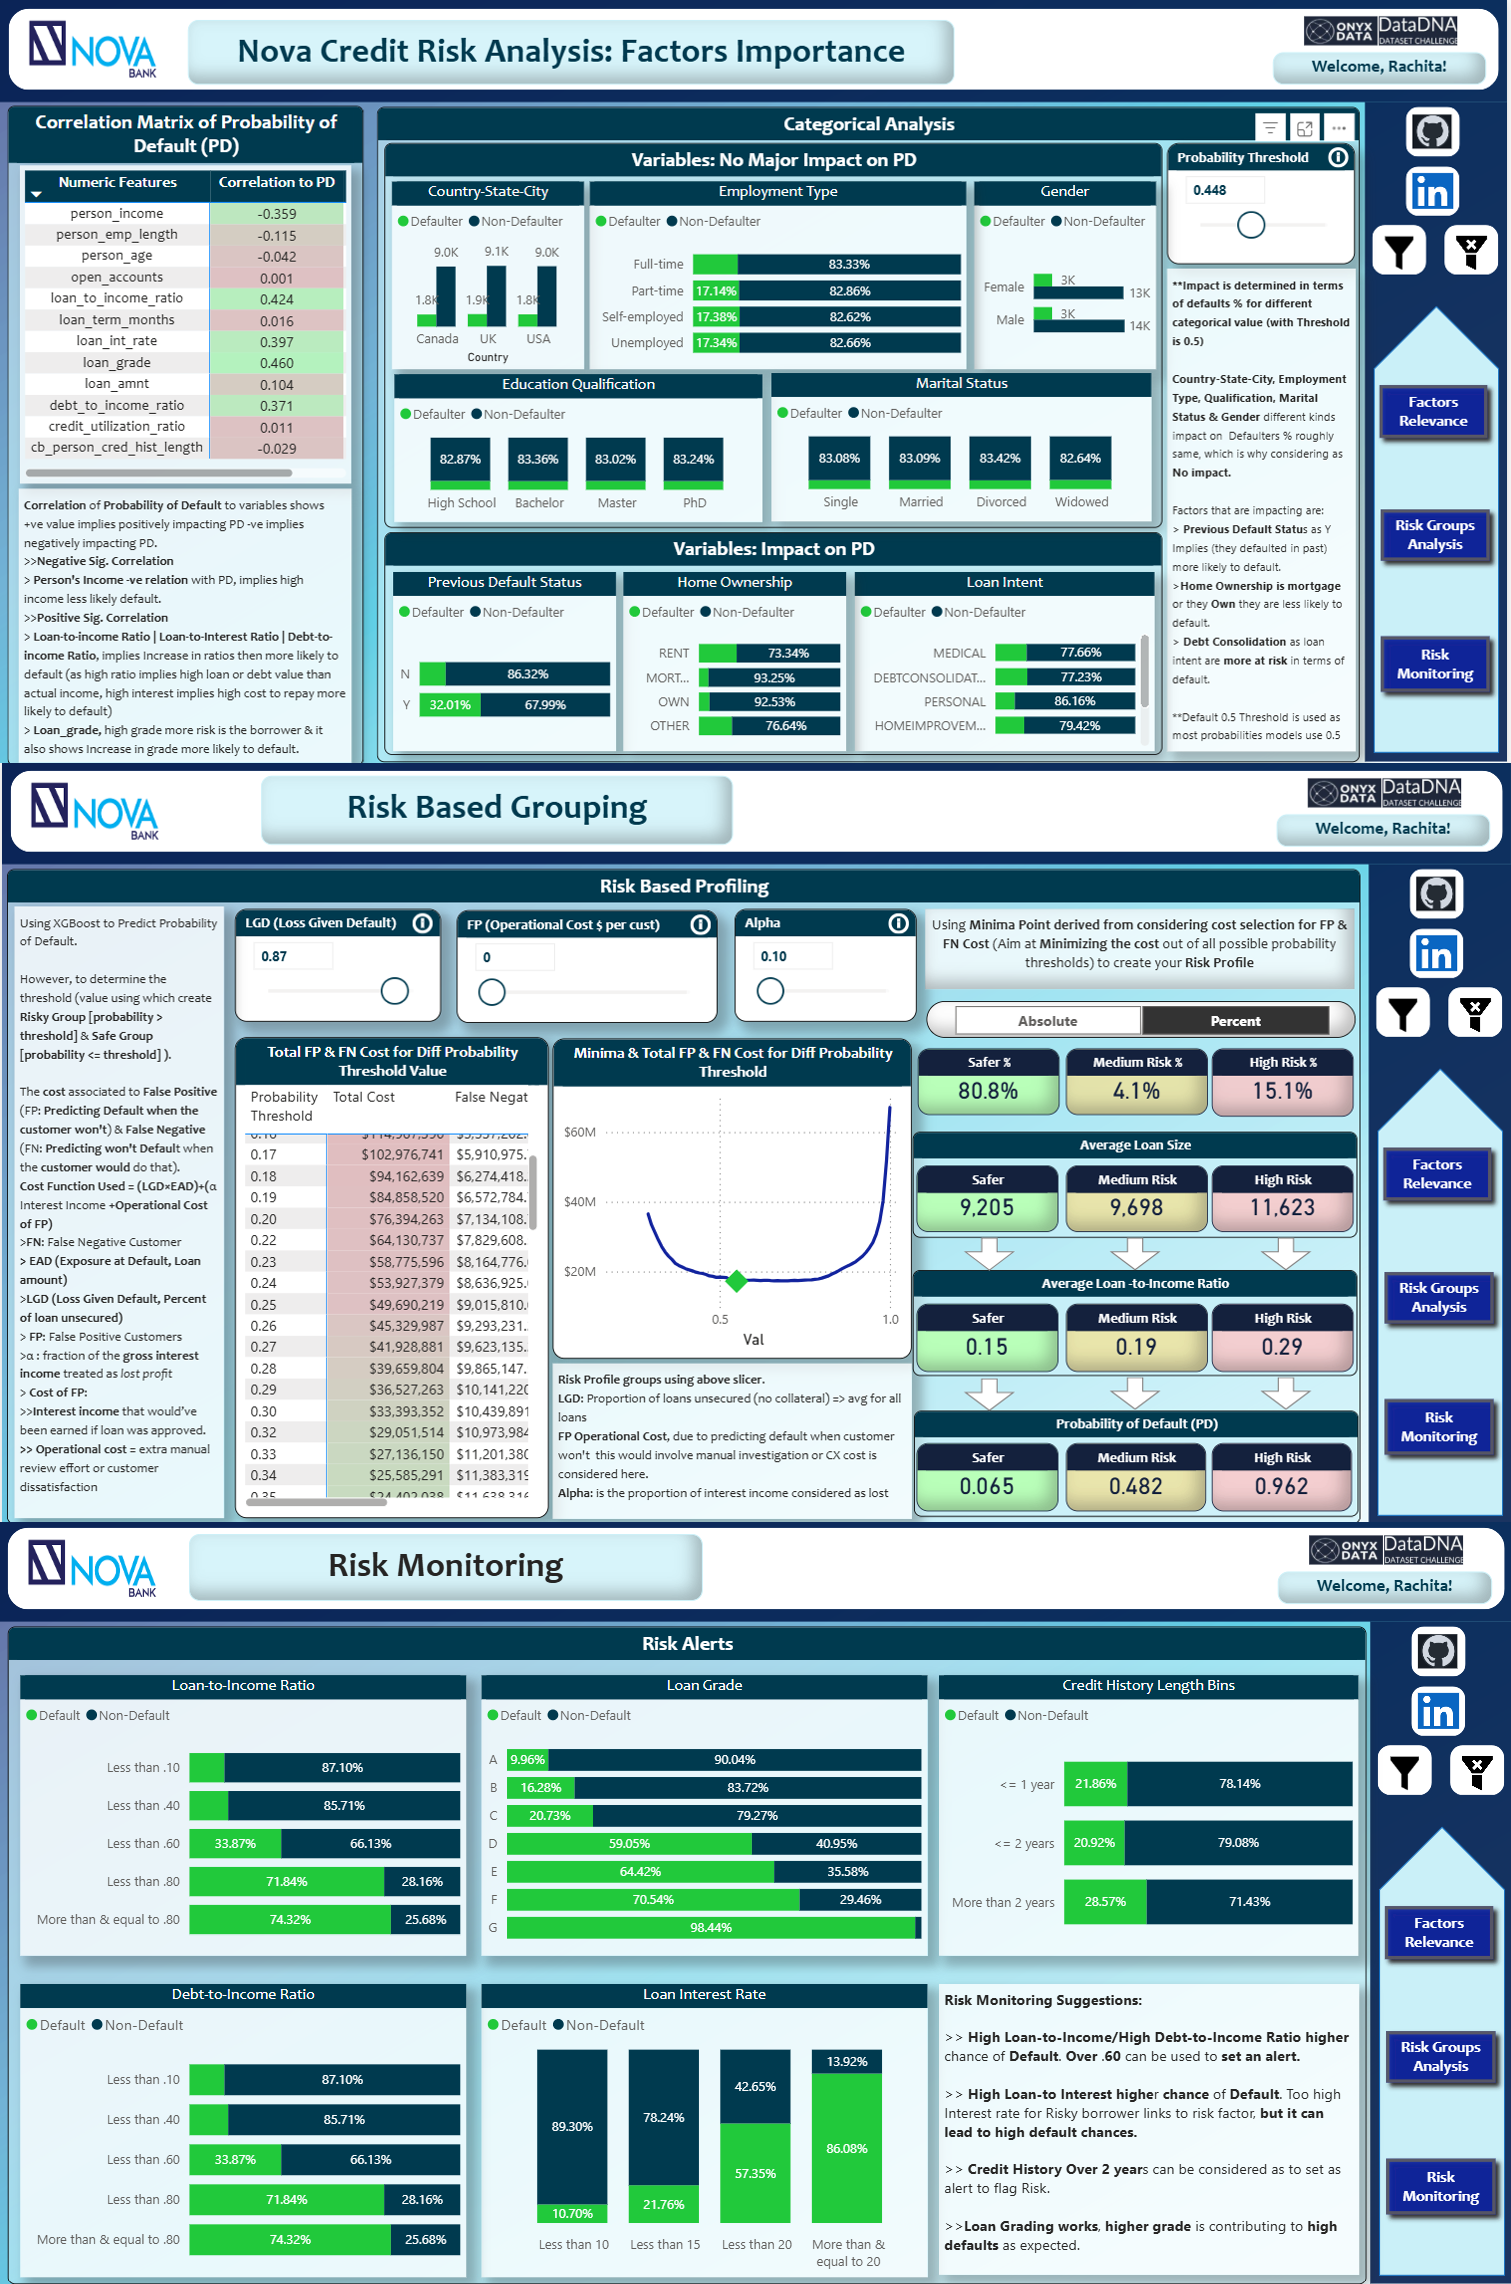 NOVA
BANK
Nova Credit Risk Analysis: Factors Importance
ONYX DATA
DataDNA
DATASET CHALLENGE
Welcome, Rachita!
Correlation Matrix of Probability of
Default (PD)
Numeric Features Correlation to PD
person_income -0.359
person_emp_length -0.115
person_age -0.042
open_accounts 0.001
loan_to_income_ratio 0.424
loan_term_months 0.016
loan_int_rate 0.397
loan_grade 0.460
loan_amnt 0.104
debt_to_income_ratio 0.371
credit_utilization_ratio 0.011
cb_person_cred_hist_length -0.029
Correlation of Probability of Default to variables shows
+ve value implies positively impacting PD -ve implies
negatively impacting PD.
>>Negative Sig. Correlation
> Person's Income -ve relation with PD, implies high
income less likely default.
>>Positive Sig. Correlation
> Loan-to-income Ratio | Loan-to-Interest Ratio | Debt-to-
income Ratio, implies Increase in ratios then more likely to
default (as high ratio implies high loan or debt value than
actual income, high interest implies high cost to repay more
likely to default)
> Loan_grade, high grade more risk is the borrower & it
also shows Increase in grade more likely to default.
Categorical Analysis
Variables: No Major Impact on PD
Country-State-City
Defaulter Non-Defaulter
9.0K 9.1K 9.0K
1.8K 1.9K 1.8K
Canada UK USA
Country
Employment Type
Defaulter Non-Defaulter
Full-time 83.33%
Part-time 17.14% 82.86%
Self-employed 17.38% 82.62%
Unemployed 17.34% 82.66%
Gender
Defaulter Non-Defaulter
Female 3K 13K
Male 3K 14K
Education Qualification
Defaulter Non-Defaulter
82.87% 83.36% 83.02% 83.24%
High School Bachelor Master PhD
Marital Status
Defaulter Non-Defaulter
83.08% 83.09% 83.42% 82.64%
Single Married Divorced Widowed
Variables: Impact on PD
Previous Default Status
Defaulter Non-Defaulter
N 86.32%
Y 32.01% 67.99%
Home Ownership
Defaulter Non-Defaulter
RENT 73.34%
MORT... 93.25%
OWN 92.53%
OTHER 76.64%
Loan Intent
Defaulter Non-Defaulter
MEDICAL 77.66%
DEBTCONSOLIDAT... 77.23%
PERSONAL 86.16%
HOMEIMPROVEM... 79.42%
Probability Threshold
0.448
**Impact is determined in terms
of defaults % for different
categorical value (with Threshold
is 0.5)
Country-State-City, Employment
Type, Qualification, Marital
Status & Gender different kinds
impact on Defaulters % roughly
same, which is why considering as
No impact.
Factors that are impacting are:
> Previous Default Status as Y
Implies (they defaulted in past)
more likely to default.
>Home Ownership is mortgage
or they Own they are less likely to
default.
> Debt Consolidation as loan
intent are more at risk in terms of
default.
**Default 0.5 Threshold is used as
most probabilities models use 0.5
in
Factors
Relevance
Risk Groups
Analysis
Risk
Monitoring
NOVA
BANK
Risk Based Grouping
ONYX DATA
DataDNA
DATASET CHALLENGE
Welcome, Rachita!
Risk Based Profiling
Using XGBoost to Predict Probability
of Default.
However, to determine the
threshold (value using which create
Risky Group [probability >
threshold] & Safe Group
[probability <= threshold] ).
The cost associated to False Positive
(FP: Predicting Default when the
customer won't) & False Negative
(FN: Predicting won't Default when
the customer would do that).
Cost Function Used = (LGD×EAD)+(α
Interest Income +Operational Cost
of FP)
>FN: False Negative Customer
> EAD (Exposure at Default, Loan
amount)
>LGD (Loss Given Default, Percent
of loan unsecured)
> FP: False Positive Customers
>α : fraction of the gross interest
income treated as lost profit
> Cost of FP:
>>Interest income that would've
been earned if loan was approved.
>> Operational cost = extra manual
review effort or customer
dissatisfaction
LGD (Loss Given Default)
0.87
FP (Operational Cost $ per cust)
0
Alpha
0.10
Total FP & FN Cost for Diff Probability
Threshold Value
Probability Threshold Total Cost False Negat
0.17 $102,976,741 $5,910,975.
0.18 $94,162,639 $6,274,418.
0.19 $84,858,520 $6,572,784.
0.20 $76,394,263 $7,134,108.
0.22 $64,130,737 $7,829,608.
0.23 $58,775,596 $8,164,776.
0.24 $53,927,379 $8,636,925.
0.25 $49,690,219 $9,015,810.
0.26 $45,329,987 $9,293,231.
0.27 $41,928,881 $9,623,135.
0.28 $39,659,804 $9,865,147.
0.29 $36,527,263 $10,141,220
0.30 $33,393,352 $10,439,891
0.32 $29,051,514 $10,973,984
0.33 $27,136,150 $11,201,380
0.34 $25,585,291 $11,383,319
0.35 $24,402,038 $11,638,316
Minima & Total FP & FN Cost for Diff Probability
Threshold
$60M
$40M
$20M
0.5 1.0
Val
Risk Profile groups using above slicer.
LGD: Proportion of loans unsecured (no collateral) => avg for all
loans
FP Operational Cost, due to predicting default when customer
won't this would involve manual investigation or CX cost is
considered here.
Alpha: is the proportion of interest income considered as lost
Using Minima Point derived from considering cost selection for FP &
FN Cost (Aim at Minimizing the cost out of all possible probability
thresholds) to create your Risk Profile
Absolute Percent
Safer % Medium Risk % High Risk %
80.8% 4.1% 15.1%
Average Loan Size
Safer Medium Risk High Risk
9,205 9,698 11,623
Average Loan -to-Income Ratio
Safer Medium Risk High Risk
0.15 0.19 0.29
Probability of Default (PD)
Safer Medium Risk High Risk
0.065 0.482 0.962
in
Factors
Relevance
Risk Groups
Analysis
Risk
Monitoring
NOVA
BANK
Risk Monitoring
ONYX DATA
DataDNA
DATASET CHALLENGE
Welcome, Rachita!
Risk Alerts
Loan-to-Income Ratio
Default Non-Default
Less than .10 87.10%
Less than .40 85.71%
Less than .60 33.87% 66.13%
Less than .80 71.84% 28.16%
More than & equal to .80 74.32% 25.68%
Loan Grade
Default Non-Default
A 9.96% 90.04%
B 16.28% 83.72%
C 20.73% 79.27%
D 59.05% 40.95%
E 64.42% 35.58%
F 70.54% 29.46%
G 98.44%
Credit History Length Bins
Default Non-Default
<= 1 year 21.86% 78.14%
<= 2 years 20.92% 79.08%
More than 2 years 28.57% 71.43%
Debt-to-Income Ratio
Default Non-Default
Less than .10 87.10%
Less than .40 85.71%
Less than .60 33.87% 66.13%
Less than .80 71.84% 28.16%
More than & equal to .80 74.32% 25.68%
Loan Interest Rate
Default Non-Default
89.30% 78.24% 42.65% 13.92%
10.70% 21.76% 57.35% 86.08%
Less than 10 Less than 15 Less than 20 More than & equal to 20
Risk Monitoring Suggestions:
>> High Loan-to-Income/High Debt-to-Income Ratio higher
chance of Default. Over .60 can be used to set an alert.
>> High Loan-to Interest higher chance of Default. Too high
Interest rate for Risky borrower links to risk factor, but it can
lead to high default chances.
>> Credit History Over 2 years can be considered as to set as
alert to flag Risk.
>>Loan Grading works, higher grade is contributing to high
defaults as expected.
in
Factors
Relevance
Risk Groups
Analysis
Risk
Monitoring